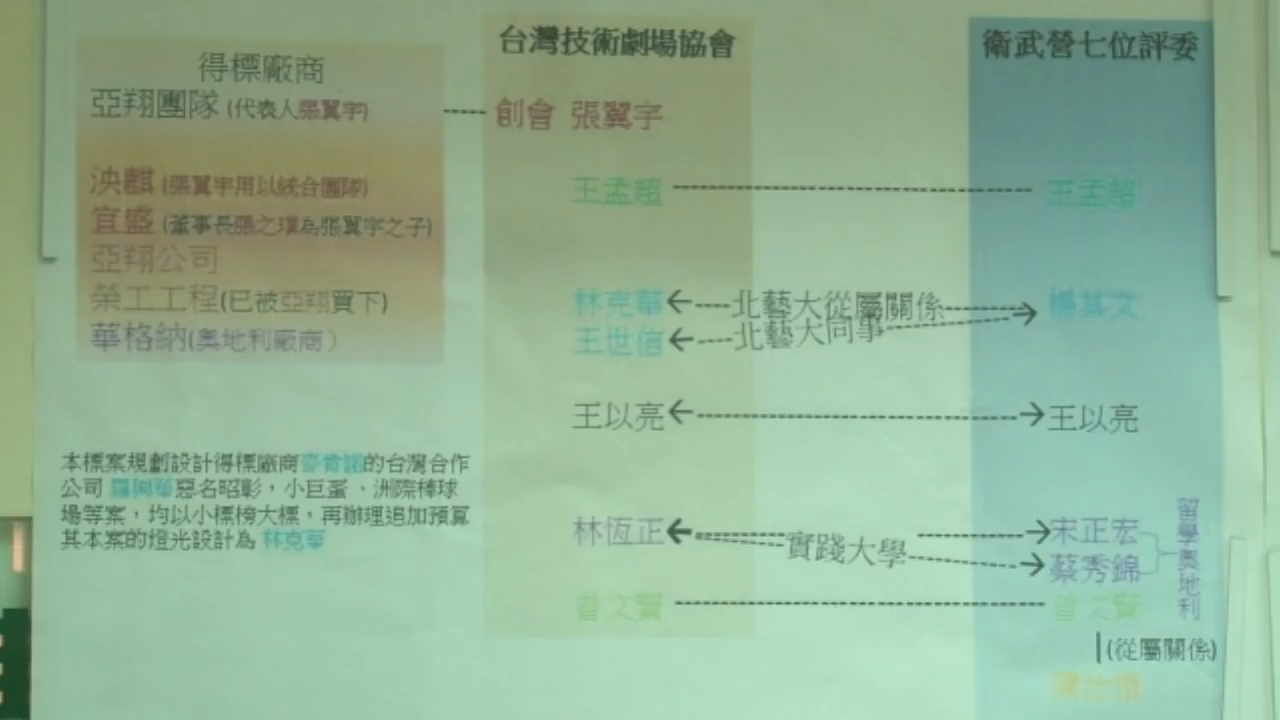 得標廠商
亞翔團隊 (代表人張翼宇)
泱麒 (張翼宇用以統合團隊)
宜盛 (董事長張之璞為張翼宇之子)
亞翔公司
榮工工程(已被亞翔買下)
華格納(奧地利廠商)
本標案規劃設計得標廠商麥肯諾的台灣合作
公司 羅興華惡名昭彰，小巨蛋、洲際棒球
場等案，均以小標榜大標，再辦理追加預算
其本案的燈光設計為 林克華
台灣技術劇場協會
創會 張翼宇
王孟超
林克華
王世信
王以亮
林恆正
曾文賢
北藝大從屬關係
北藝大同事
實踐大學
衛武營七位評委
王孟超
楊其文
王以亮
宋正宏
蔡秀錦
留學奧地利
曾文賢
(從屬關係)